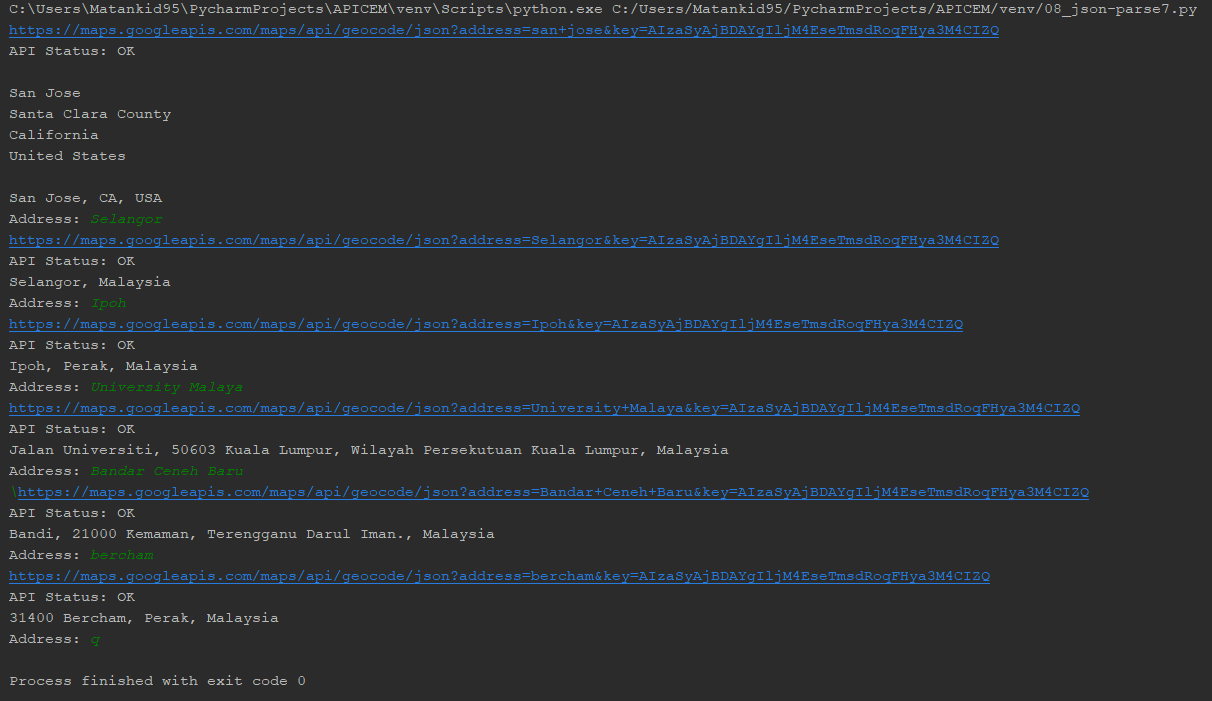 C:\Users\Matankid95\PycharmProjects\APICEM\venv\Scripts\python.exe C:/Users/Matankid95/PycharmProjects/APICEM/venv/08_json-parse7.py
https://maps.googleapis.com/maps/api/geocode/json?address=san+jose&key=AIzaSyAjBDAYgIljM4EseTmsdRoqFHya3M4CIZQ
API Status: OK
San Jose
Santa Clara County
California
United States
San Jose, CA, USA
Address: Selangor
https://maps.googleapis.com/maps/api/geocode/json?address=Selangor&key=AIzaSyAjBDAYgIljM4EseTmsdRoqFHya3M4CIZQ
API Status: OK
Selangor, Malaysia
Address: Ipoh
https://maps.googleapis.com/maps/api/geocode/json?address=Ipoh&key=AIzaSyAjBDAYgIljM4EseTmsdRoqFHya3M4CIZQ
API Status: OK
Ipoh, Perak, Malaysia
Address: University Malaya
https://maps.googleapis.com/maps/api/geocode/json?address=University+Malaya&key=AIzaSyAjBDAYgIljM4EseTmsdRoqFHya3M4CIZQ
API Status: OK
Jalan Universiti, 50603 Kuala Lumpur, Wilayah Persekutuan Kuala Lumpur, Malaysia
Address: Bandar Ceneh Baru
\https://maps.googleapis.com/maps/api/geocode/json?address=Bandar+Ceneh+Baru&key=AIzaSyAjBDAYgIljM4EseTmsdRoqFHya3M4CIZQ
API Status: OK
Bandi, 21000 Kemaman, Terengganu Darul Iman., Malaysia
Address: bercham
https://maps.googleapis.com/maps/api/geocode/json?address=bercham&key=AIzaSyAjBDAYgIljM4EseTmsdRoqFHya3M4CIZQ
API Status: OK
31400 Bercham, Perak, Malaysia
Address: q
Process finished with exit code 0